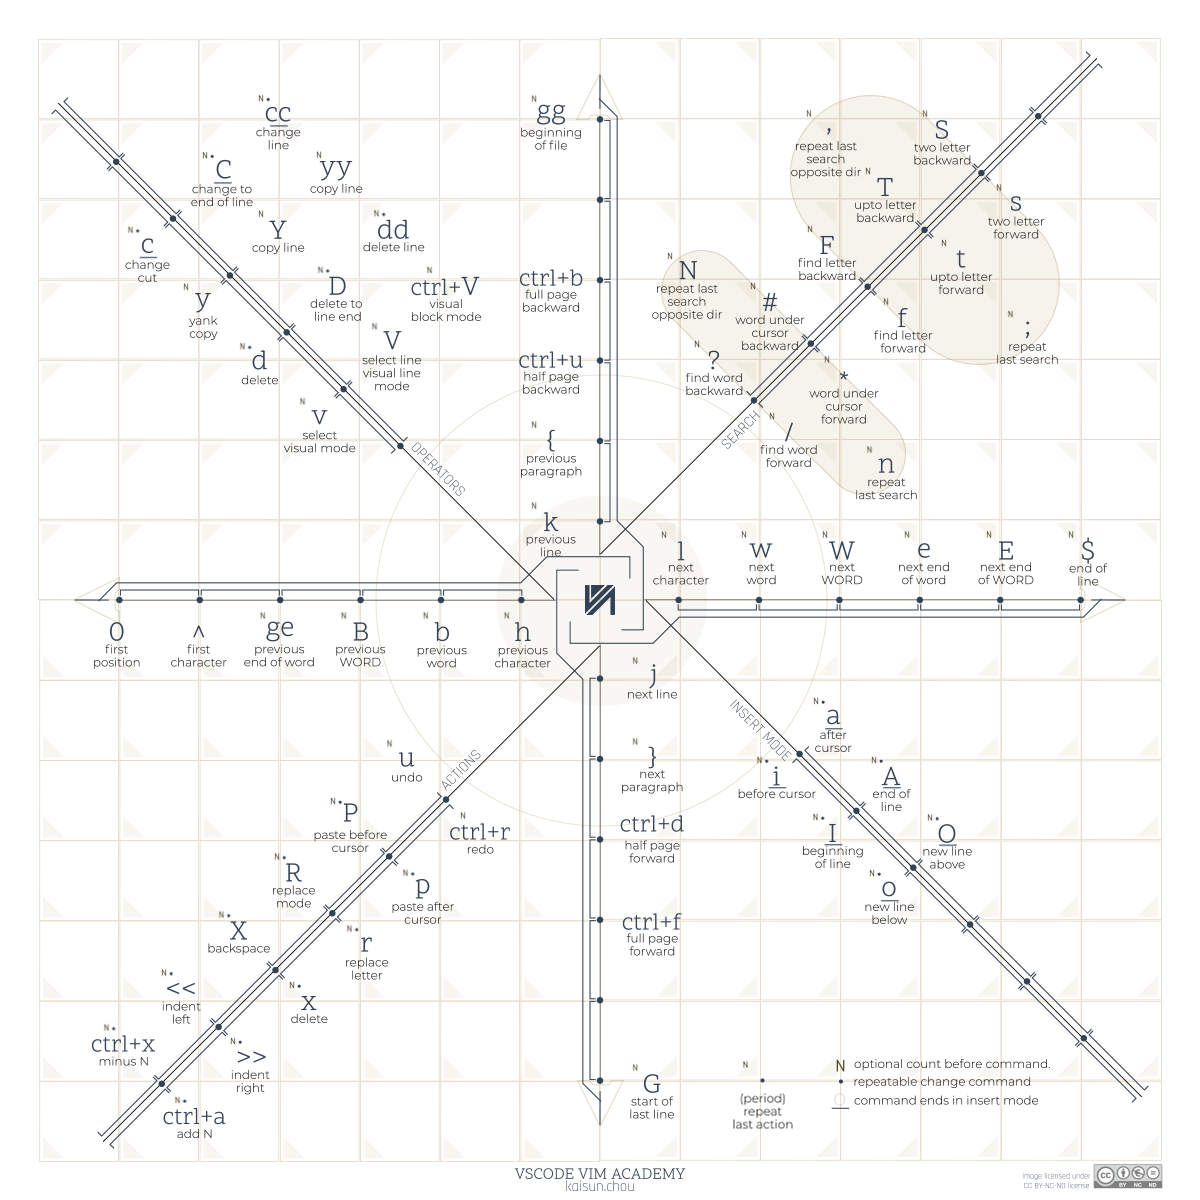 N •
cc
change
line
N •
C
change to
end of line
N
yy
copy line
N •
c
change
cut
N
Y
copy line
N •
dd
delete line
N
y
yank
copy
N •
D
delete to
line end
N
ctrl+V
visual
block mode
N •
d
delete
N
V
select line
visual line
mode
N
v
select
visual mode
OPERATORS
N
gg
beginning
of file
ctrl+b
full page
backward
ctrl+u
half page
backward
N
{
previous
paragraph
N
k
previous
line
N
,
repeat last
search
opposite dir
N
S
two letter
backward
N
T
upto letter
backward
N
s
two letter
forward
N
F
find letter
backward
N
t
upto letter
forward
N
N
repeat last
search
opposite dir
N
#
word under
cursor
backward
N
f
find letter
forward
N
;
repeat
last search
N
?
find word
backward
N
*
word under
cursor
forward
N
/
find word
forward
N
n
repeat
last search
SEARCH
N
l
next
character
N
w
next
word
N
W
next
WORD
N
e
next end
of word
N
E
next end
of WORD
N
$
end of
line
0
first
position
^
first
character
N
ge
previous
end of word
N
B
previous
WORD
N
b
previous
word
N
h
previous
character
N
j
next line
N
}
next
paragraph
ctrl+d
half page
forward
ctrl+f
full page
forward
N
G
start of
last line
ACTIONS
N
u
undo
N
ctrl+r
redo
N •
P
paste before
cursor
N •
p
paste after
cursor
N •
R
replace
mode
N •
r
replace
letter
N •
X
backspace
N •
x
delete
N •
<<
indent
left
N •
>>
indent
right
N •
ctrl+x
minus N
N •
ctrl+a
add N
INSERT MODE
N •
a
after
cursor
N •
i
before cursor
N •
A
end of
line
N •
I
beginning
of line
N •
O
new line
above
N •
o
new line
below
N
.
(period)
repeat
last action
N optional count before command.
• repeatable change command
command ends in insert mode
VSCODE VIM ACADEMY
kaisun.chou
image licensed under
CC BY-NC-ND license
cc
BY NC ND